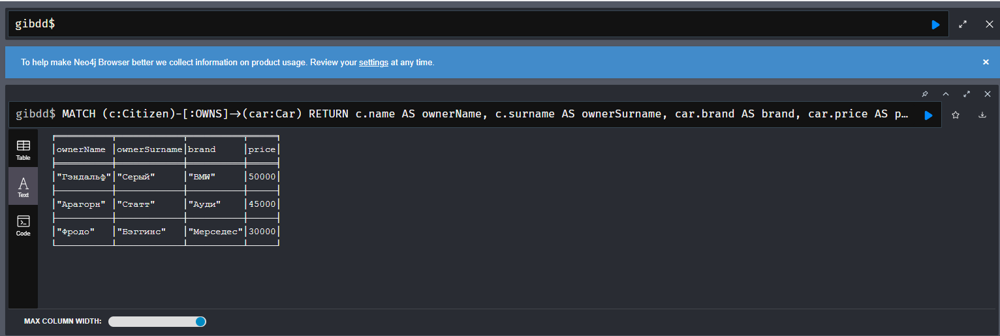 gibdd$
To help make Neo4j Browser better we collect information on product usage. Review your settings at any time.
gibdd$ MATCH (c:Citizen)-[:OWNS]→(car:Car) RETURN c.name AS ownerName, c.surname AS ownerSurname, car.brand AS brand, car.price AS p…
Table
Text
Code
ownerName ownerSurname brand price
"Гэндальф" "Серый" "BMW" 50000
"Арагорн" "Статт" "Ауди" 45000
"Фродо" "Бэггинс" "Мерседес" 30000
MAX COLUMN WIDTH: